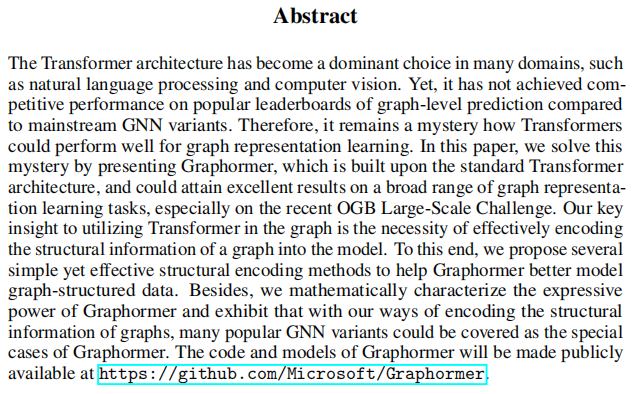 Abstract
The Transformer architecture has become a dominant choice in many domains, such
as natural language processing and computer vision. Yet, it has not achieved com-
petitive performance on popular leaderboards of graph-level prediction compared
to mainstream GNN variants. Therefore, it remains a mystery how Transformers
could perform well for graph representation learning. In this paper, we solve this
mystery by presenting Graphormer, which is built upon the standard Transformer
architecture, and could attain excellent results on a broad range of graph representa-
tion learning tasks, especially on the recent OGB Large-Scale Challenge. Our key
insight to utilizing Transformer in the graph is the necessity of effectively encoding
the structural information of a graph into the model. To this end, we propose several
simple yet effective structural encoding methods to help Graphormer better model
graph-structured data. Besides, we mathematically characterize the expressive
power of Graphormer and exhibit that with our ways of encoding the structural
information of graphs, many popular GNN variants could be covered as the special
cases of Graphormer. The code and models of Graphormer will be made publicly
available at https://github.com/Microsoft/Graphormer.